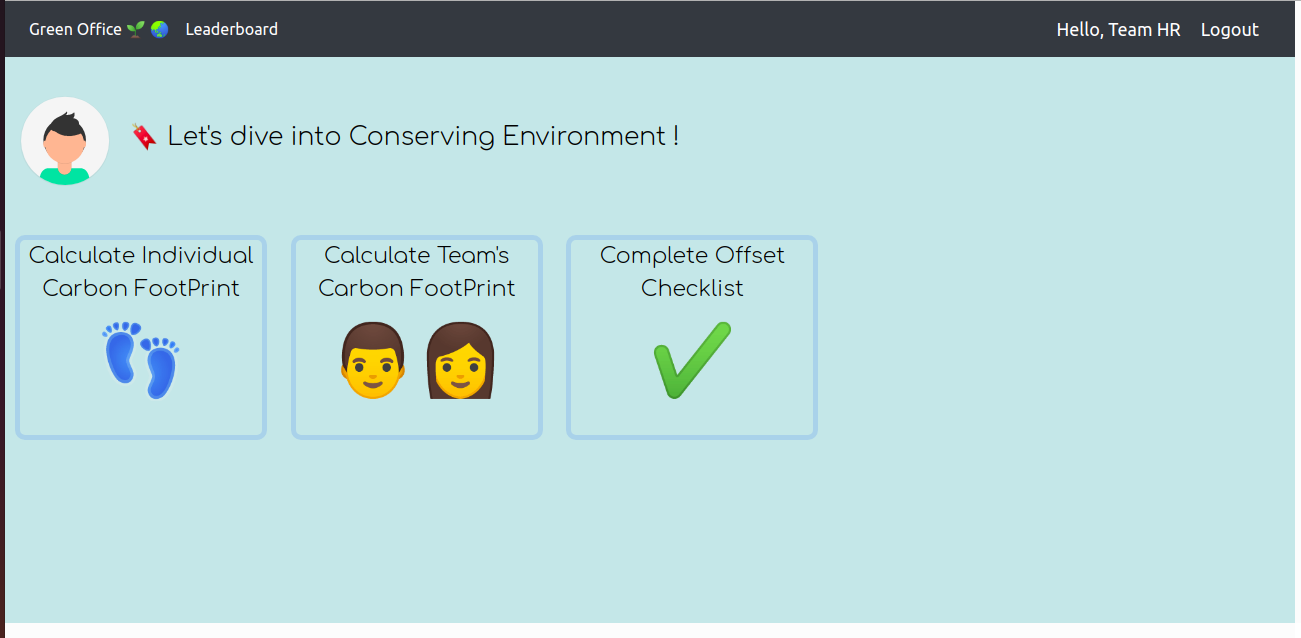 Green Office 🌱 🌏 Leaderboard Hello, Team HR Logout
🔖 Let's dive into Conserving Environment !
Calculate Individual
Carbon FootPrint
Calculate Team's
Carbon FootPrint
Complete Offset
Checklist